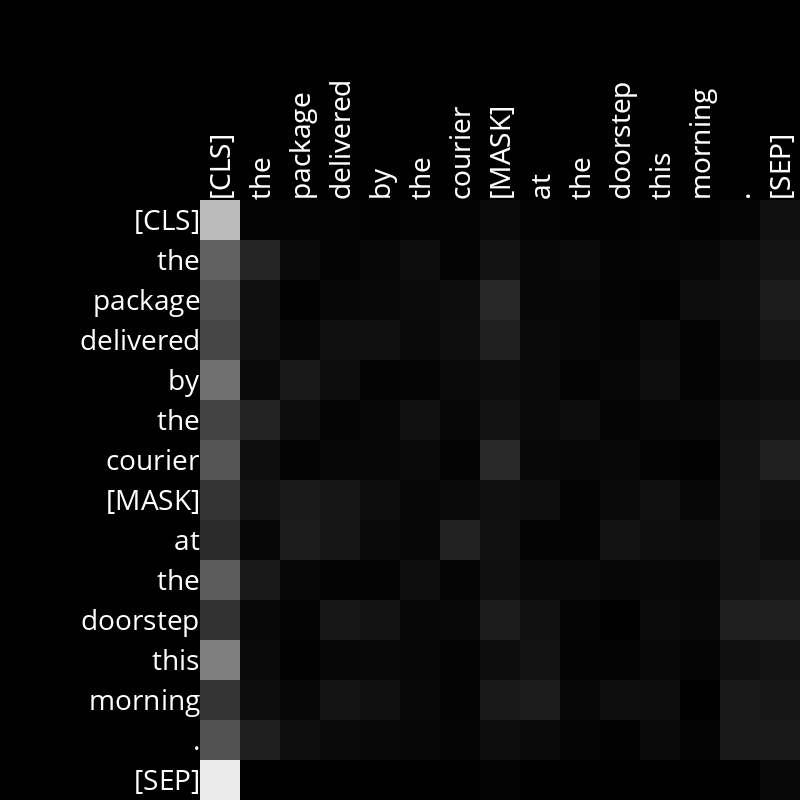 [CLS] the package delivered by the courier [MASK] at the doorstep this morning . [SEP]
[CLS]
the
package
delivered
by
the
courier
[MASK]
at
the
doorstep
this
morning
.
[SEP]